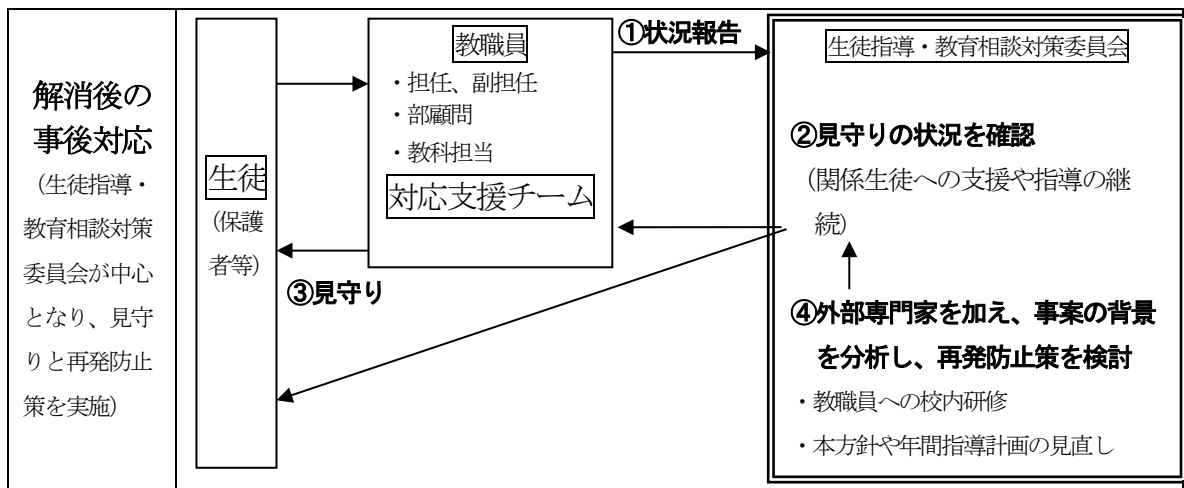 解消後の
事後対応
(生徒指導・
教育相談対策
委員会が中心
となり、見守
りと再発防止
策を実施)
生徒
(保護
者等)
教職員
・担任、副担任
・部顧問
・教科担当
対応支援チーム
①状況報告
③見守り
生徒指導・教育相談対策委員会
②見守りの状況を確認
(関係生徒への支援や指導の継
続)
④外部専門家を加え、事案の背景
を分析し、再発防止策を検討
・教職員への校内研修
・本方針や年間指導計画の見直し